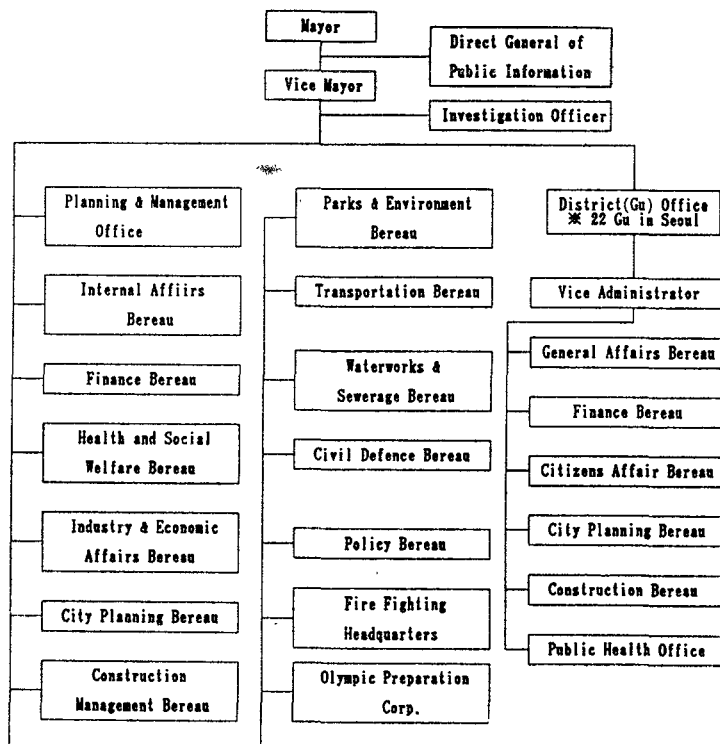 Mayor
Direct General of
Public Information
Vice Mayor
Investigation Officer
Planning & Management
Office
Internal Affiirs
Bereau
Finance Bereau
Health and Social
Welfare Bereau
Industry & Economic
Affairs Bereau
City Planning Bereau
Construction
Management Bereau
Parks & Environment
Bereau
Transportation Bereau
Waterworks &
Sewerage Bereau
Civil Defence Bereau
Policy Bereau
Fire Fighting
Headquarters
Olympic Preparation
Corp.
District(Gu) Office
※ 22 Gu in Seoul
Vice Administrator
General Affairs Bereau
Finance Bereau
Citizens Affair Bereau
City Planning Bereau
Construction Bereau
Public Health Office